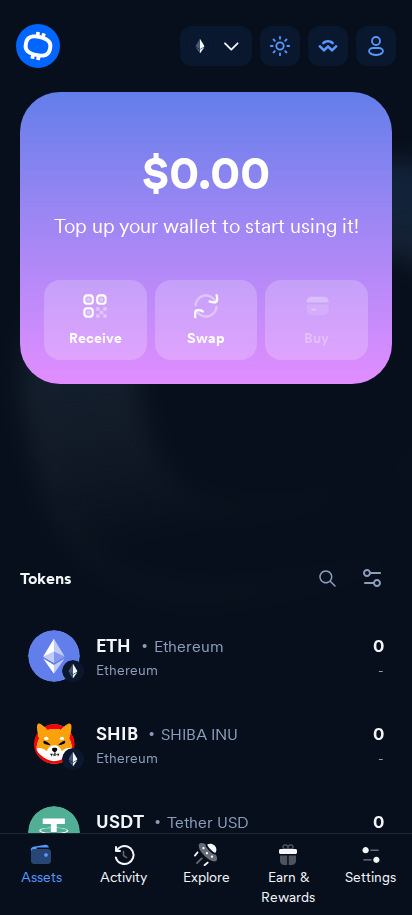 $0.00
Top up your wallet to start using it!
Receive
Swap
Buy
Tokens
ETH • Ethereum 0
Ethereum -
SHIB • SHIBA INU 0
Ethereum -
USDT • Tether USD 0
Assets
Activity
Explore
Earn &
Rewards
Settings